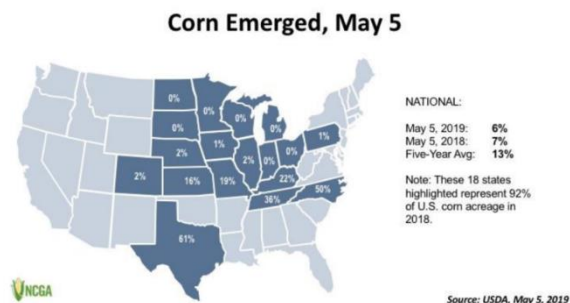 Corn Emerged, May 5
0%
0%
0%
0%
0%
0%
1%
2%
1%
2%
0%
0%
2%
16%
19%
22%
36%
50%
61%
NATIONAL:
May 5, 2019: 6%
May 5, 2018: 7%
Five-Year Avg: 13%
Note: These 18 states
highlighted represent 92%
of U.S. corn acreage in
2018.
NCGA
Source: USDA, May 5, 2019